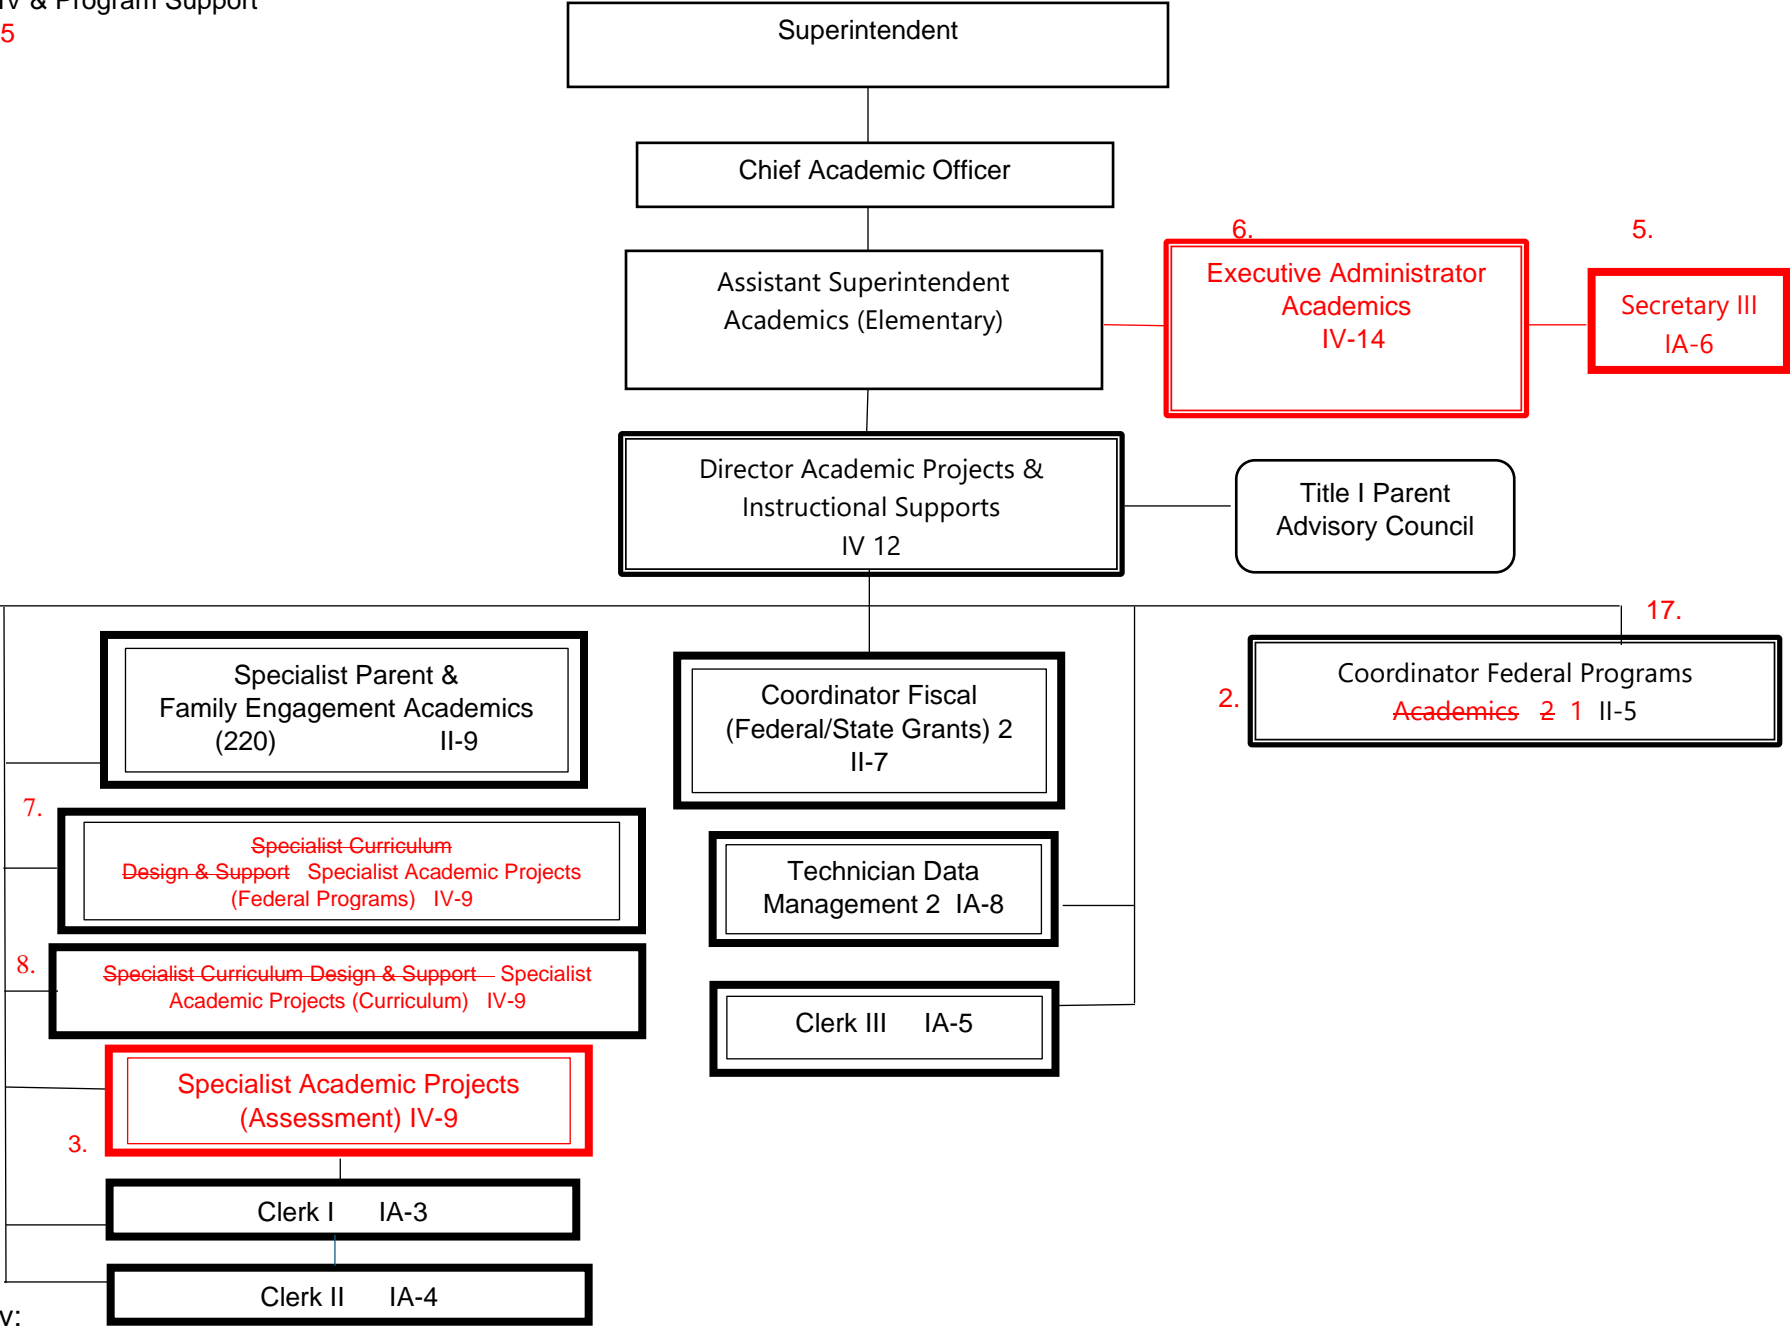 & Program Support
5
Superintendent
Chief Academic Officer
6.
5.
Assistant Superintendent
Academics (Elementary)
Executive Administrator
Academics
IV-14
Secretary III
IA-6
Director Academic Projects &
Instructional Supports
IV 12
Title I Parent
Advisory Council
17.
Specialist Parent &
Family Engagement Academics
(220) II-9
Coordinator Fiscal
(Federal/State Grants) 2
II-7
2.
Coordinator Federal Programs
Academics 2 1 II-5
7.
Specialist Curriculum
Design & Support Specialist Academic Projects
(Federal Programs) IV-9
Technician Data
Management 2 IA-8
8.
Specialist Curriculum Design & Support Specialist
Academic Projects (Curriculum) IV-9
Clerk III IA-5
Specialist Academic Projects
(Assessment) IV-9
3.
Clerk I IA-3
Clerk II IA-4